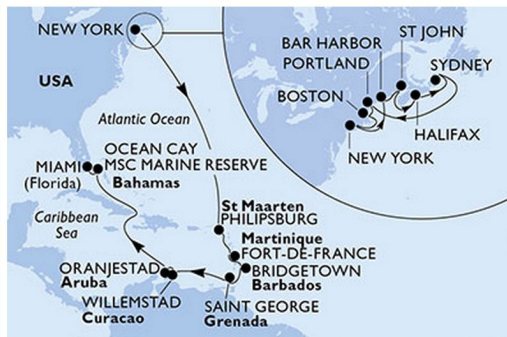 NEW YORK
USA
Atlantic Ocean
OCEAN CAY
MIAMI MSC MARINE RESERVE
(Florida) Bahamas
Caribbean
Sea
St Maarten
PHILIPSBURG
Martinique
FORT-DE-FRANCE
BRIDGETOWN
Barbados
ORANJESTAD
Aruba
WILLEMSTAD
Curacao
SAINT GEORGE
Grenada
ST JOHN
BAR HARBOR
PORTLAND
SYDNEY
BOSTON
HALIFAX
NEW YORK